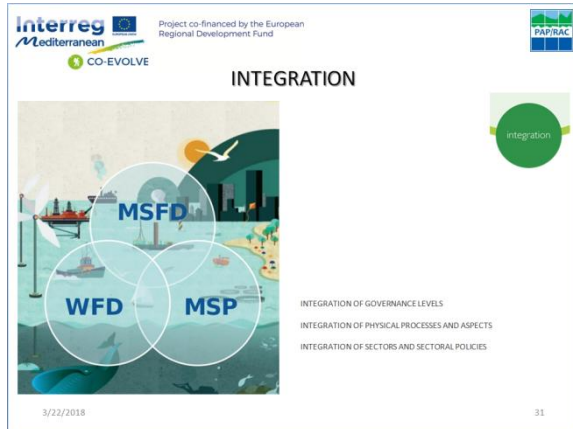 Interreg
Mediterranean
CO-EVOLVE
Project co-financed by the European
Regional Development Fund
PAP/RAC
INTEGRATION
integration
MSFD
WFD
MSP
INTEGRATION OF GOVERNANCE LEVELS
INTEGRATION OF PHYSICAL PROCESSES AND ASPECTS
INTEGRATION OF SECTORS AND SECTORAL POLICIES
3/22/2018
31